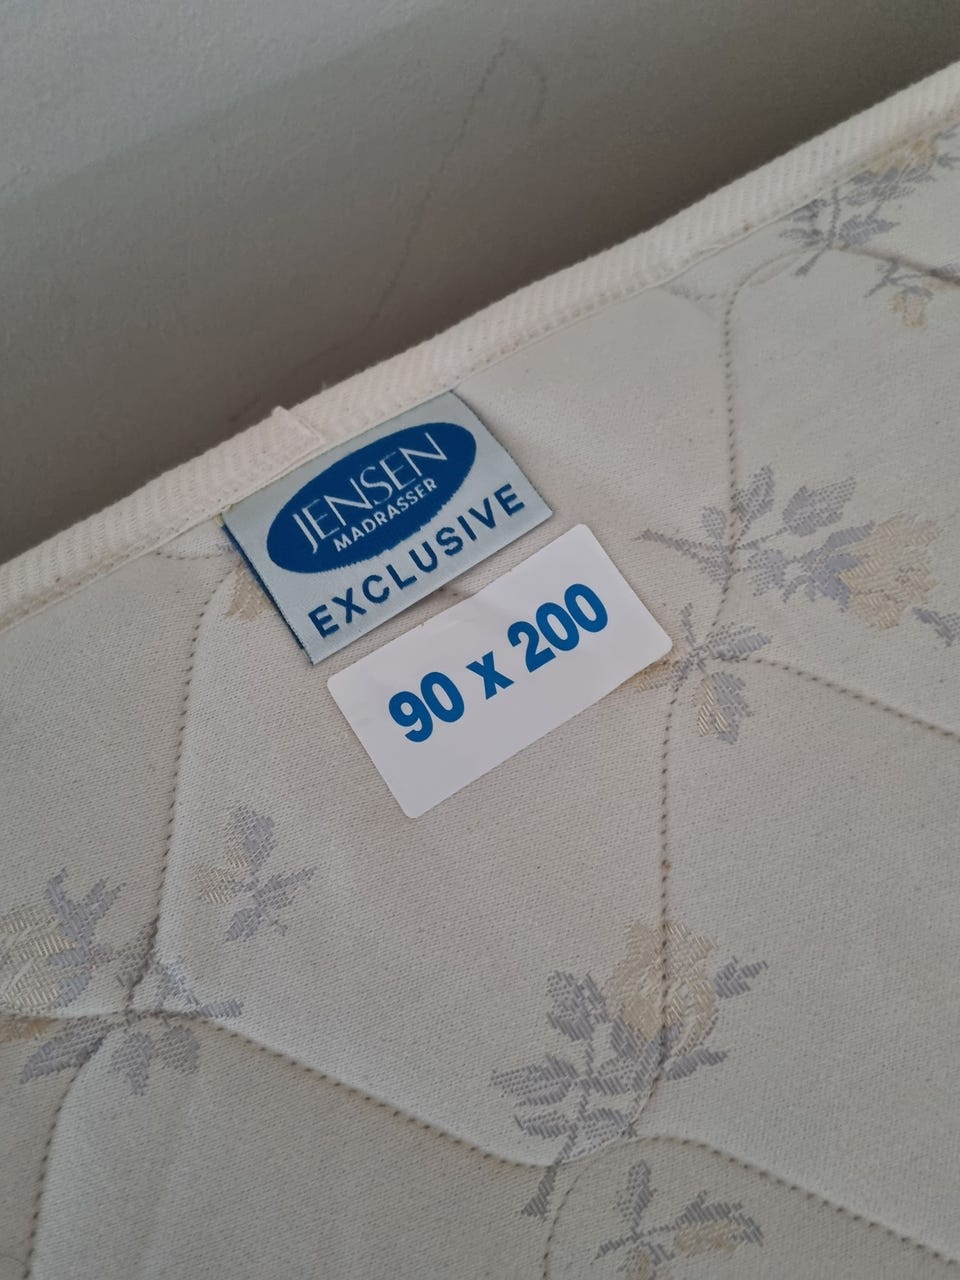 JENSEN
MADRASSER
EXCLUSIVE
90 x 200